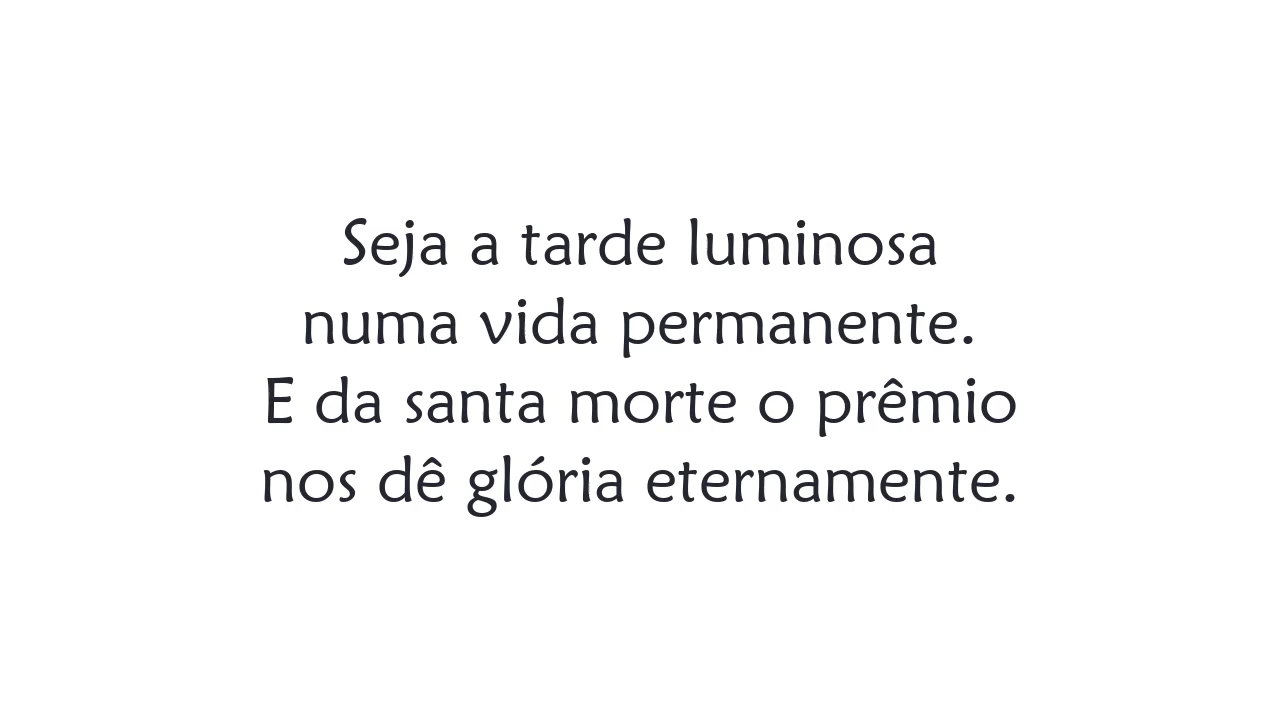 Seja a tarde luminosa
numa vida permanente.
E da santa morte o prêmio
nos dê glória eternamente.